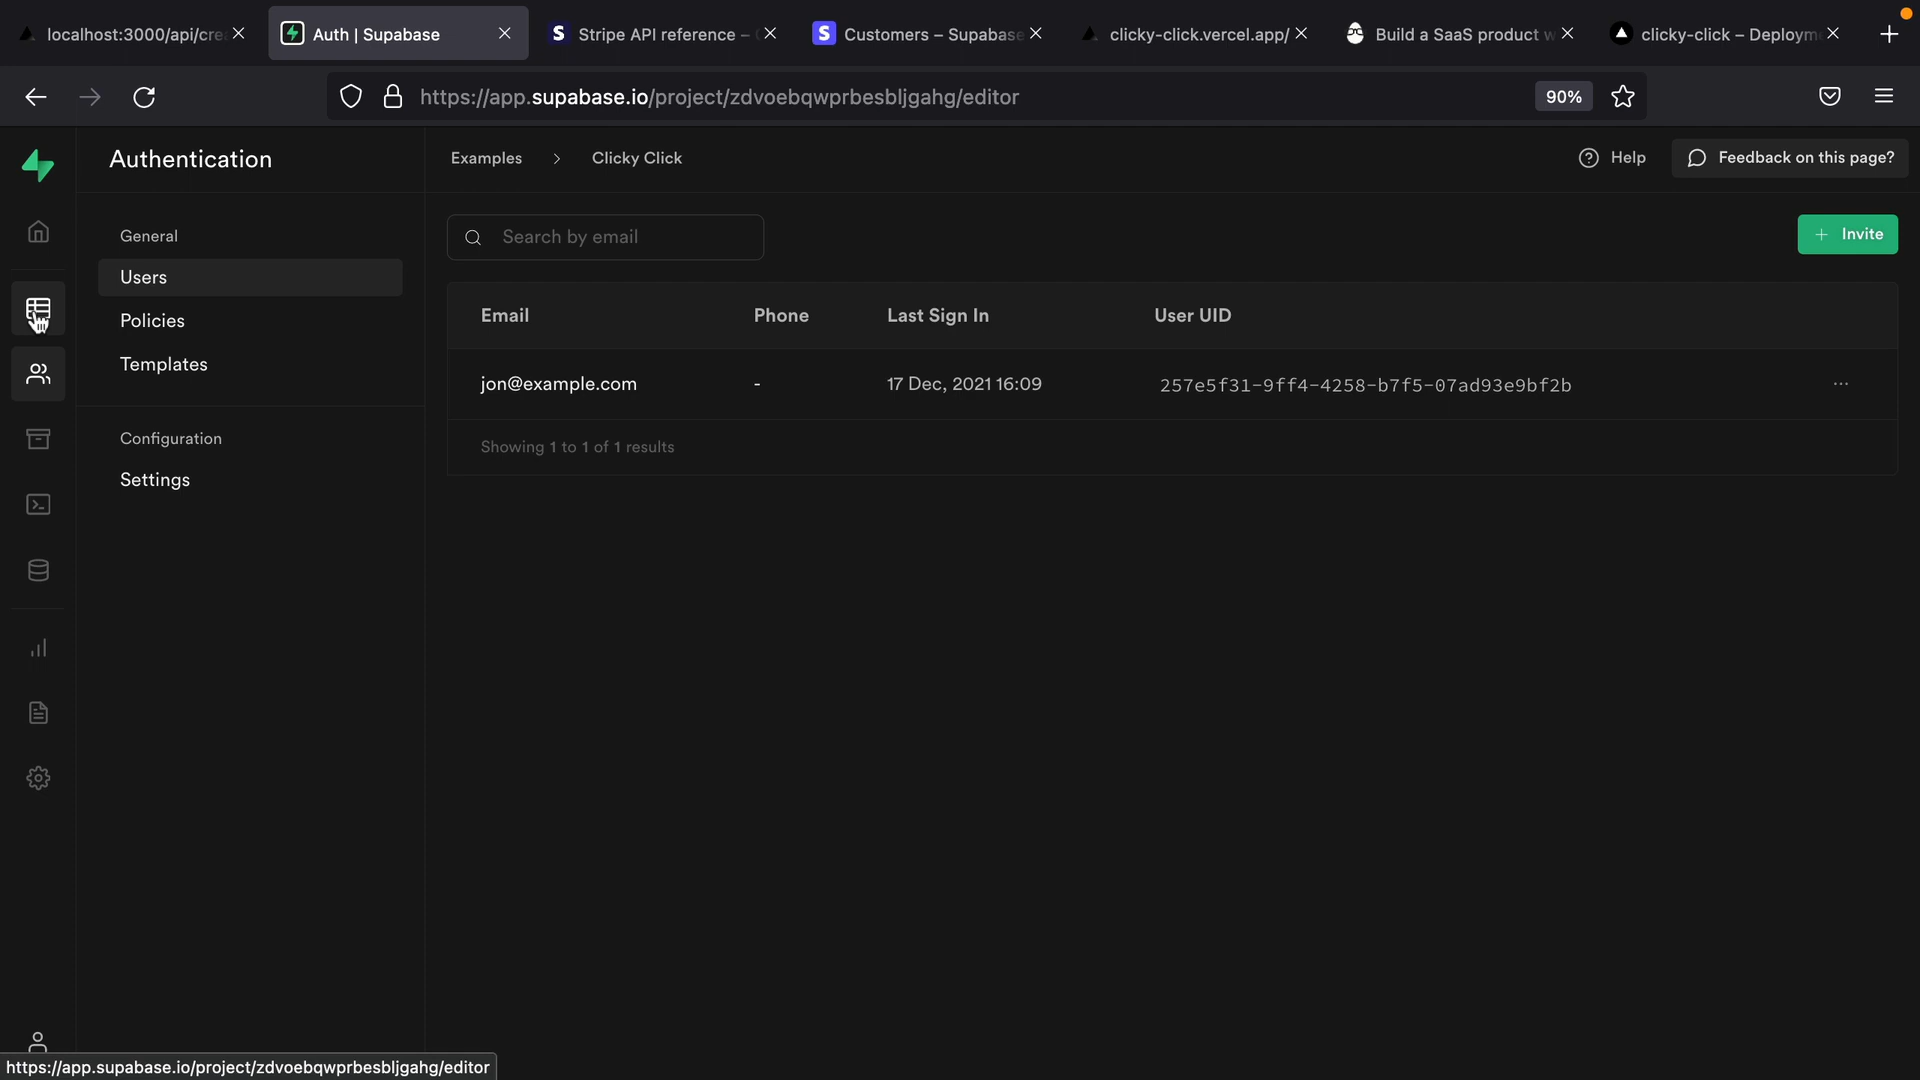 localhost:3000/api/cre
Auth | Supabase
Stripe API reference –
Customers – Supabase
clicky-click.vercel.app/
Build a SaaS product w
clicky-click – Deploym
https://app.supabase.io/project/zdvoebqwprbesbljgahg/editor
90%
Authentication
Examples > Clicky Click
Help
Feedback on this page?
General
Users
Policies
Templates
Configuration
Settings
Search by email
+ Invite
Email Phone Last Sign In User UID
jon@example.com - 17 Dec, 2021 16:09 257e5f31-9ff4-4258-b7f5-07ad93e9bf2b ...
Showing 1 to 1 of 1 results
https://app.supabase.io/project/zdvoebqwprbesbljgahg/editor